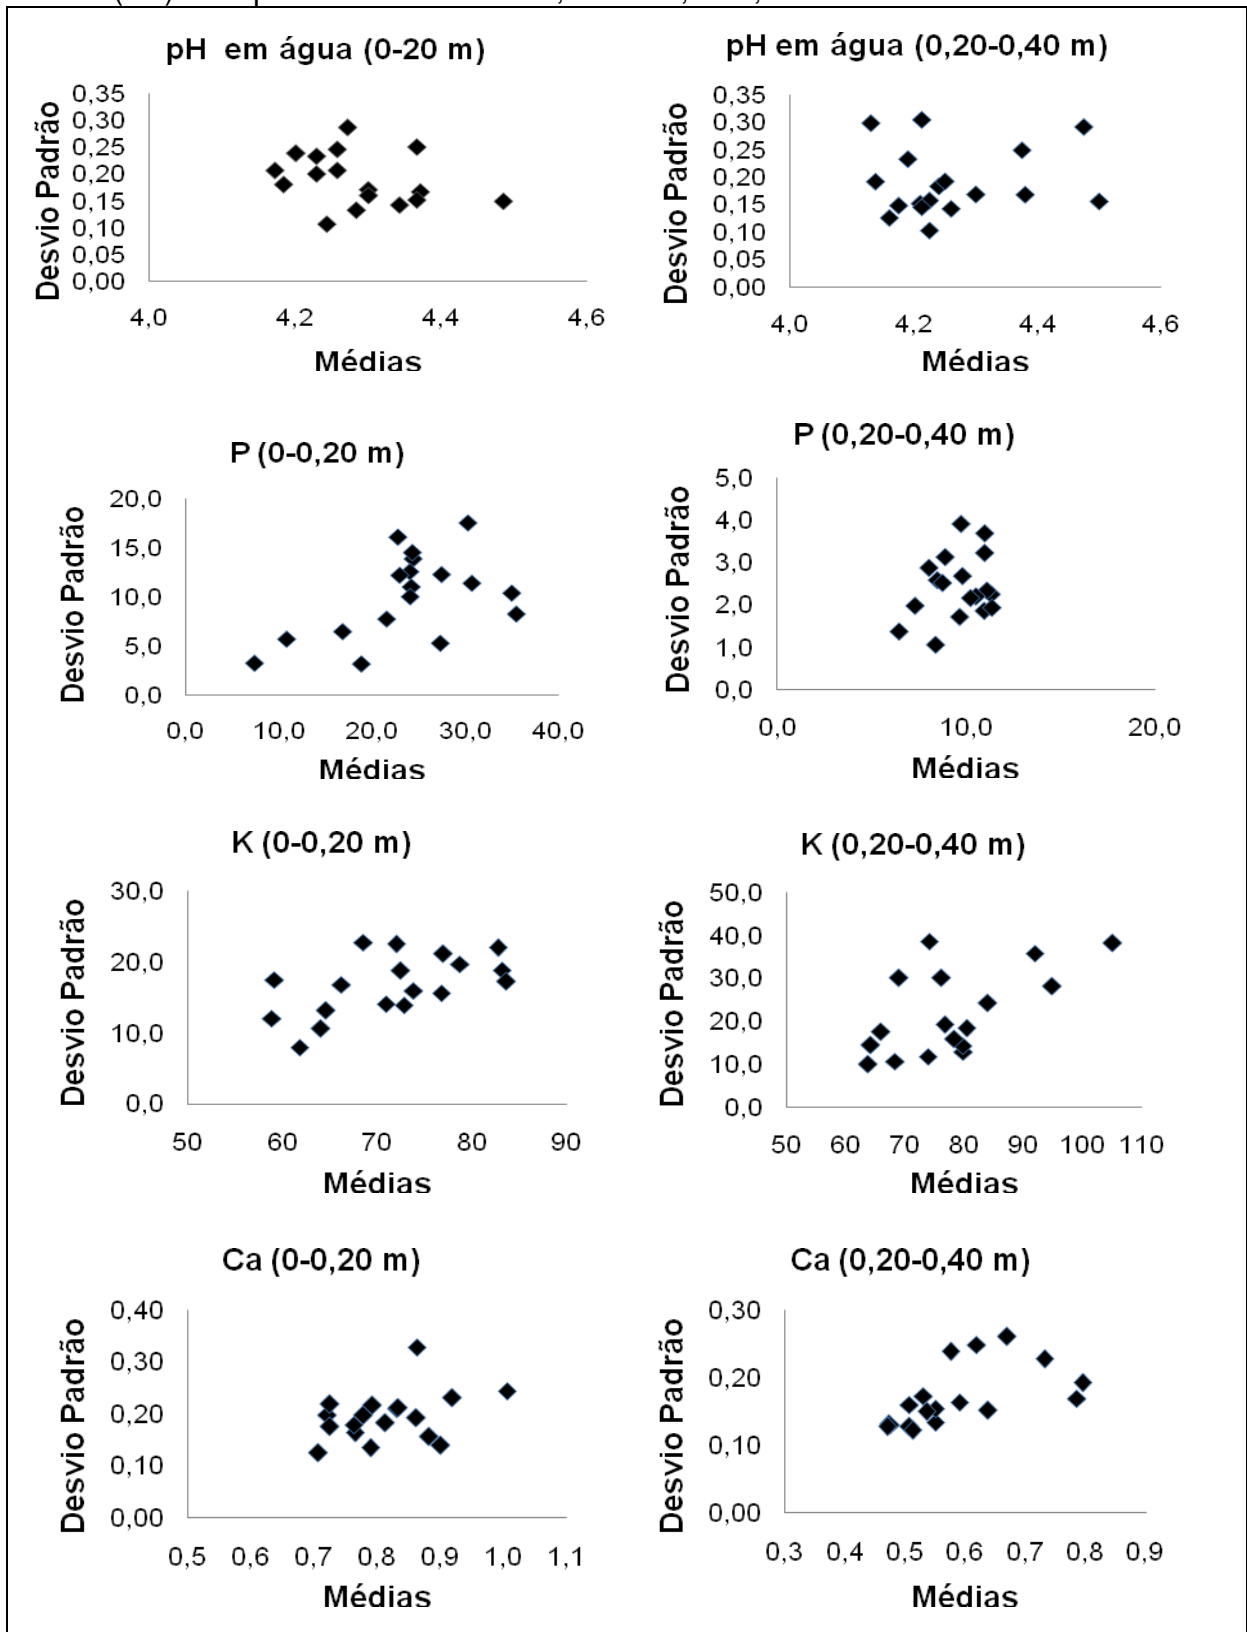 pH em água (0-20 m)
Desvio Padrão
0,35
0,30
0,25
0,20
0,15
0,10
0,05
0,00
4,0 4,2 4,4 4,6
Médias
pH em água (0,20-0,40 m)
Desvio Padrão
0,35
0,30
0,25
0,20
0,15
0,10
0,05
0,00
4,0 4,2 4,4 4,6
Médias
P (0-0,20 m)
Desvio Padrão
20,0
15,0
10,0
5,0
0,0
0,0 10,0 20,0 30,0 40,0
Médias
P (0,20-0,40 m)
Desvio Padrão
5,0
4,0
3,0
2,0
1,0
0,0
0,0 10,0 20,0
Médias
K (0-0,20 m)
Desvio Padrão
30,0
20,0
10,0
0,0
50 60 70 80 90
Médias
K (0,20-0,40 m)
Desvio Padrão
50,0
40,0
30,0
20,0
10,0
0,0
50 60 70 80 90 100 110
Médias
Ca (0-0,20 m)
Desvio Padrão
0,40
0,30
0,20
0,10
0,00
0,5 0,6 0,7 0,8 0,9 1,0 1,1
Médias
Ca (0,20-0,40 m)
Desvio Padrão
0,30
0,20
0,10
0,00
0,3 0,4 0,5 0,6 0,7 0,8 0,9
Médias